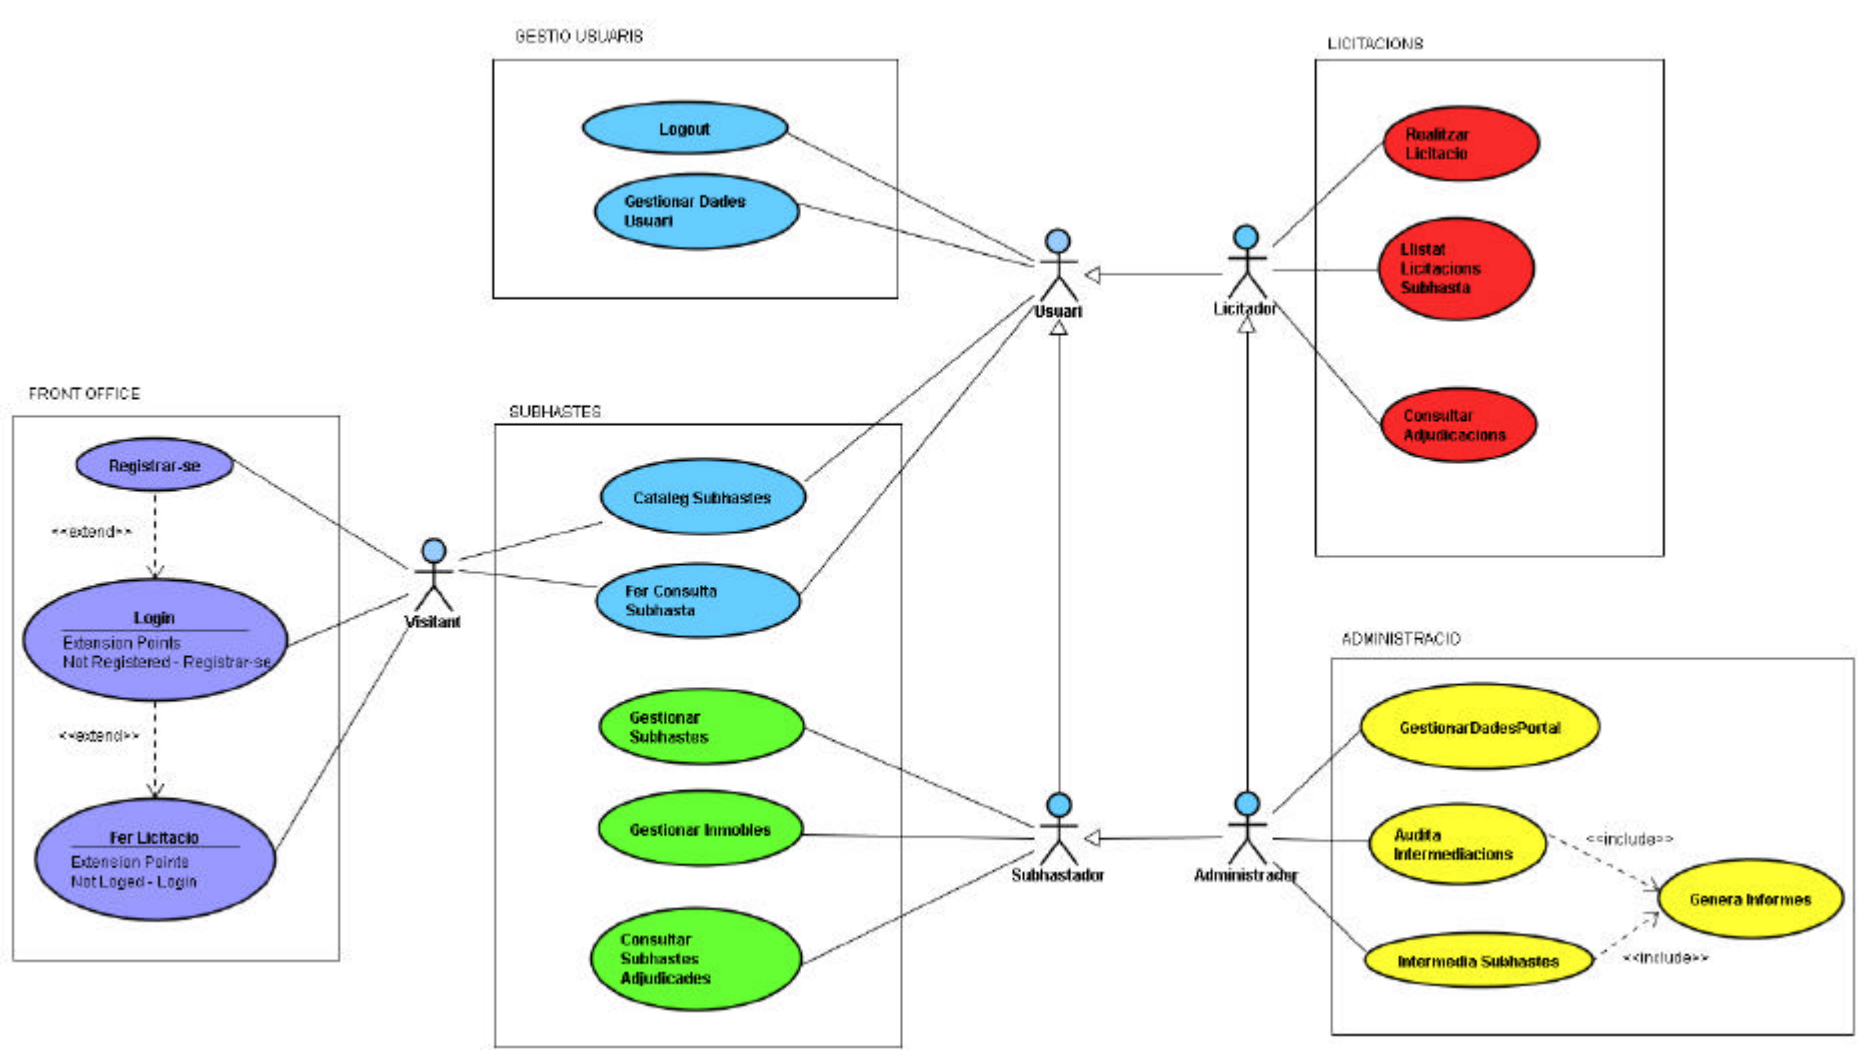 GESTIO USUARIS
Logout
Gestionar Dades
Usuari
LICITACIONS
Realitzar
Licitacio
Llistat
Licitacions
Subhasta
Consultar
Adjudicacions
Usuari
Licitador
FRONT OFFICE
Registrar-se
<<extend>>
Login
Extension Points
Not Registered - Registrar-se
<<extend>>
Fer Licitacio
Extension Points
Not Loged - Login
Visitant
SUBHASTES
Cataleg Subhastes
Fer Consulta
Subhasta
Gestionar
Subhastes
Gestionar Inmobles
Consultar
Subhastes
Adjudicades
Subhastador
Administrador
ADMINISTRACIO
GestionarDadesPortal
Audita
Intermediacions
<<include>>
Genera Informes
Intermedia Subhastes
<<include>>